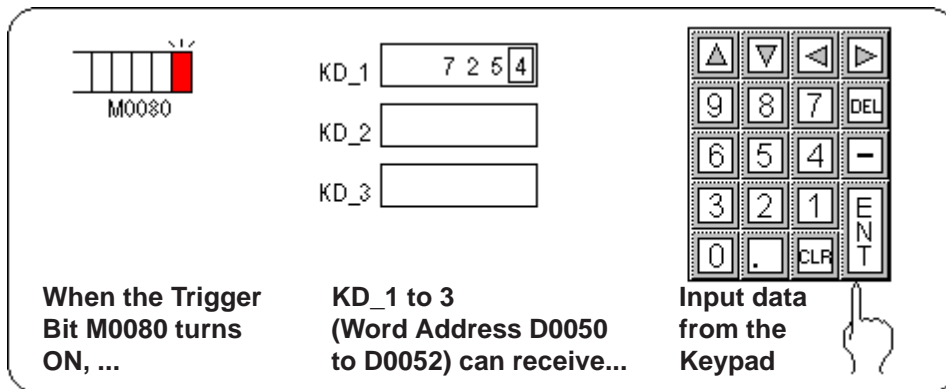 KD_1 7 2 5 4
M0080
KD_2
KD_3
DEL
9 8 7
6 5 4 -
3 2 1
ENT
0 . CLR
When the Trigger
Bit M0080 turns
ON, ...
KD_1 to 3
(Word Address D0050
to D0052) can receive...
Input data
from the
Keypad